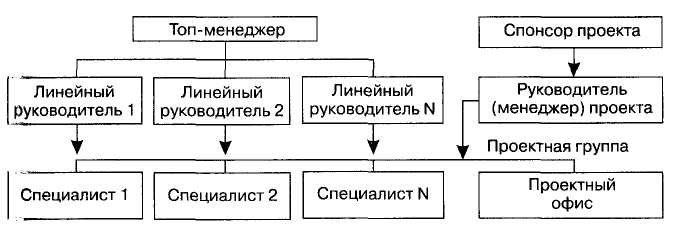 Топ-менеджер
Спонсор проекта
Линейный
руководитель 1
Линейный
руководитель 2
Линейный
руководитель N
Руководитель
(менеджер) проекта
Проектная группа
Специалист 1
Специалист 2
Специалист N
Проектный
офис